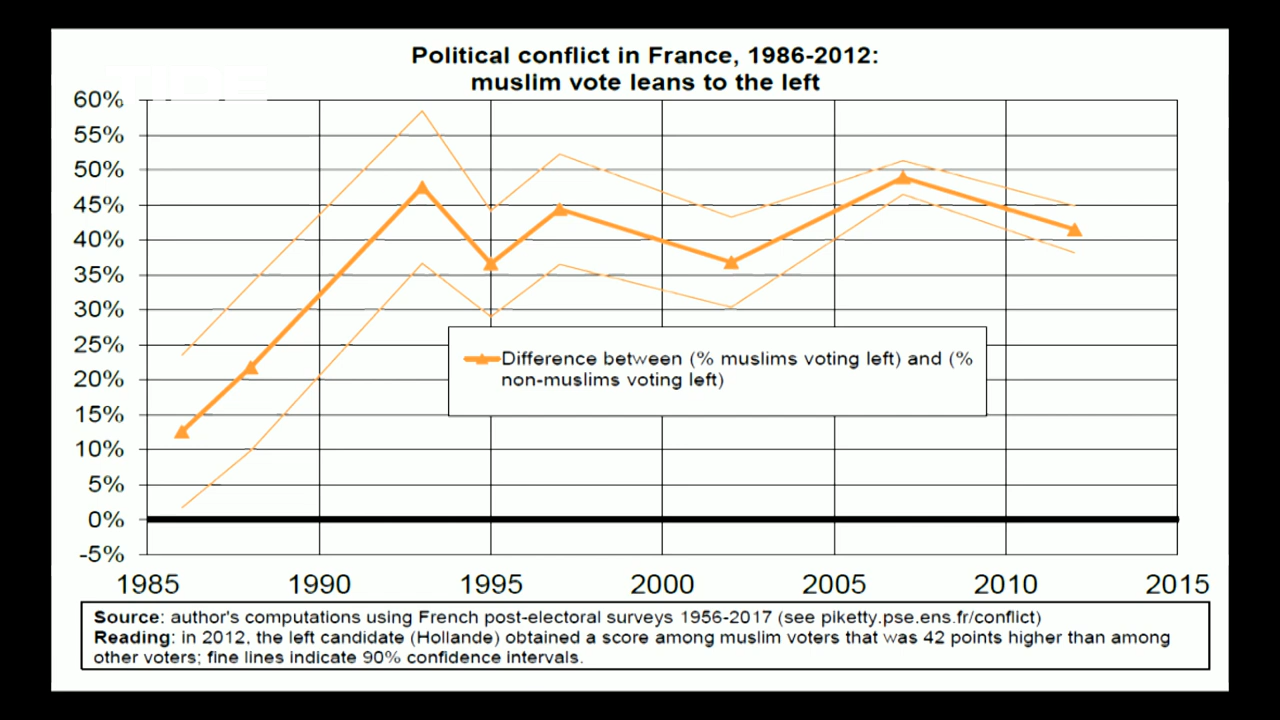 Political conflict in France, 1986-2012:
muslim vote leans to the left
60%
55%
50%
45%
40%
35%
30%
25%
20%
15%
10%
5%
0%
-5%
Difference between (% muslims voting left) and (%
non-muslims voting left)
1985 1990 1995 2000 2005 2010 2015
Source: author's computations using French post-electoral surveys 1956-2017 (see piketty.pse.ens.fr/conflict)
Reading: in 2012, the left candidate (Hollande) obtained a score among muslim voters that was 42 points higher than among
other voters; fine lines indicate 90% confidence intervals.